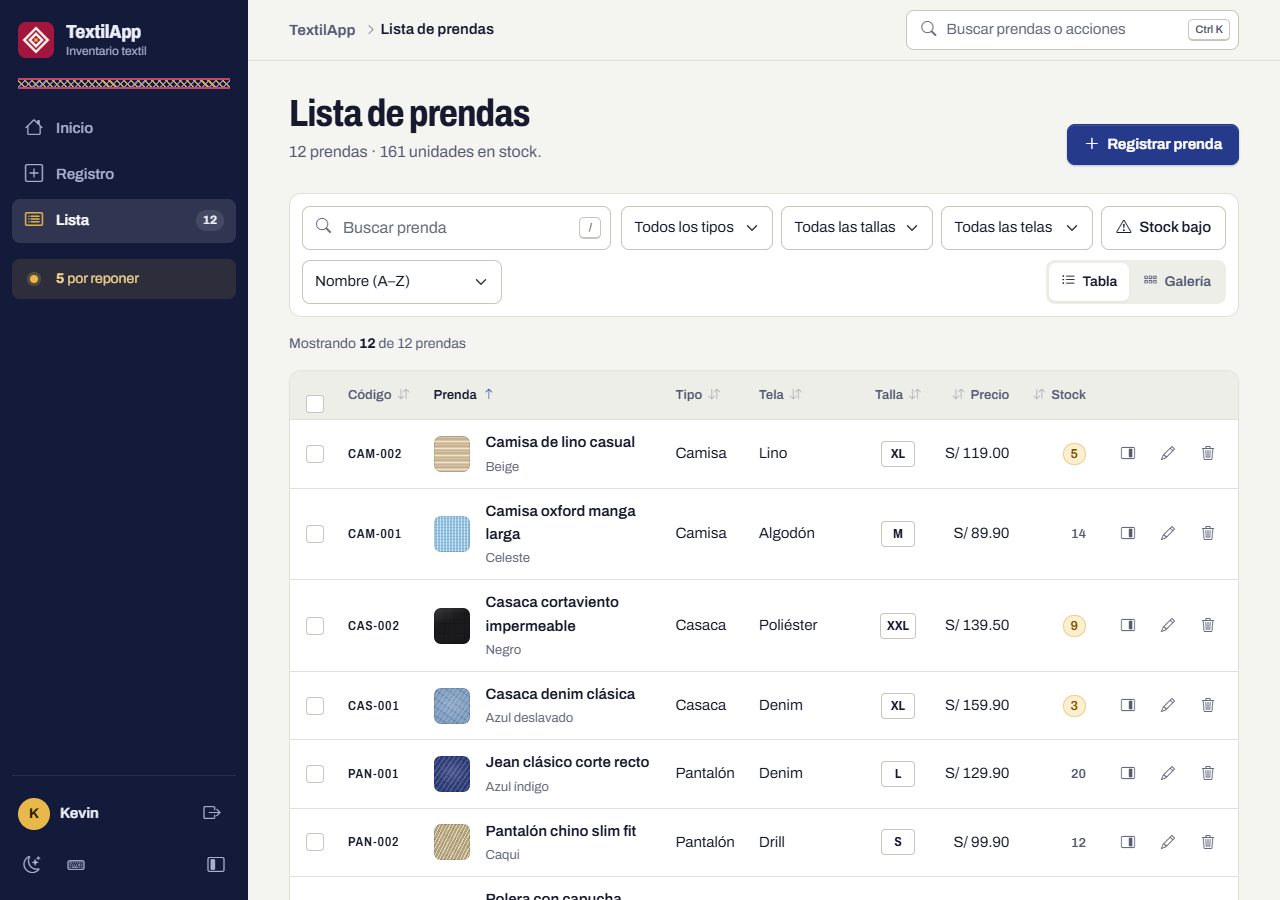 TextilApp
Inventario textil
Inicio
Registro
Lista 12
5 por reponer
Kevin
K
TextilApp > Lista de prendas
Buscar prendas o acciones Ctrl K
Lista de prendas
12 prendas · 161 unidades en stock.
Registrar prenda
Buscar prenda /
Todos los tipos
Todas las tallas
Todas las telas
Stock bajo
Nombre (A–Z)
Tabla
Galería
Mostrando 12 de 12 prendas
Código Prenda Tipo Tela Talla Precio Stock
CAM-002 Camisa de lino casual Camisa Lino XL S/ 119.00 5
Beige
CAM-001 Camisa oxford manga larga Camisa Algodón M S/ 89.90 14
Celeste
CAS-002 Casaca cortaviento impermeable Casaca Poliéster XXL S/ 139.50 9
Negro
CAS-001 Casaca denim clásica Casaca Denim XL S/ 159.90 3
Azul deslavado
PAN-001 Jean clásico corte recto Pantalón Denim L S/ 129.90 20
Azul índigo
PAN-002 Pantalón chino slim fit Pantalón Drill S S/ 99.90 12
Caqui
Polera con capucha